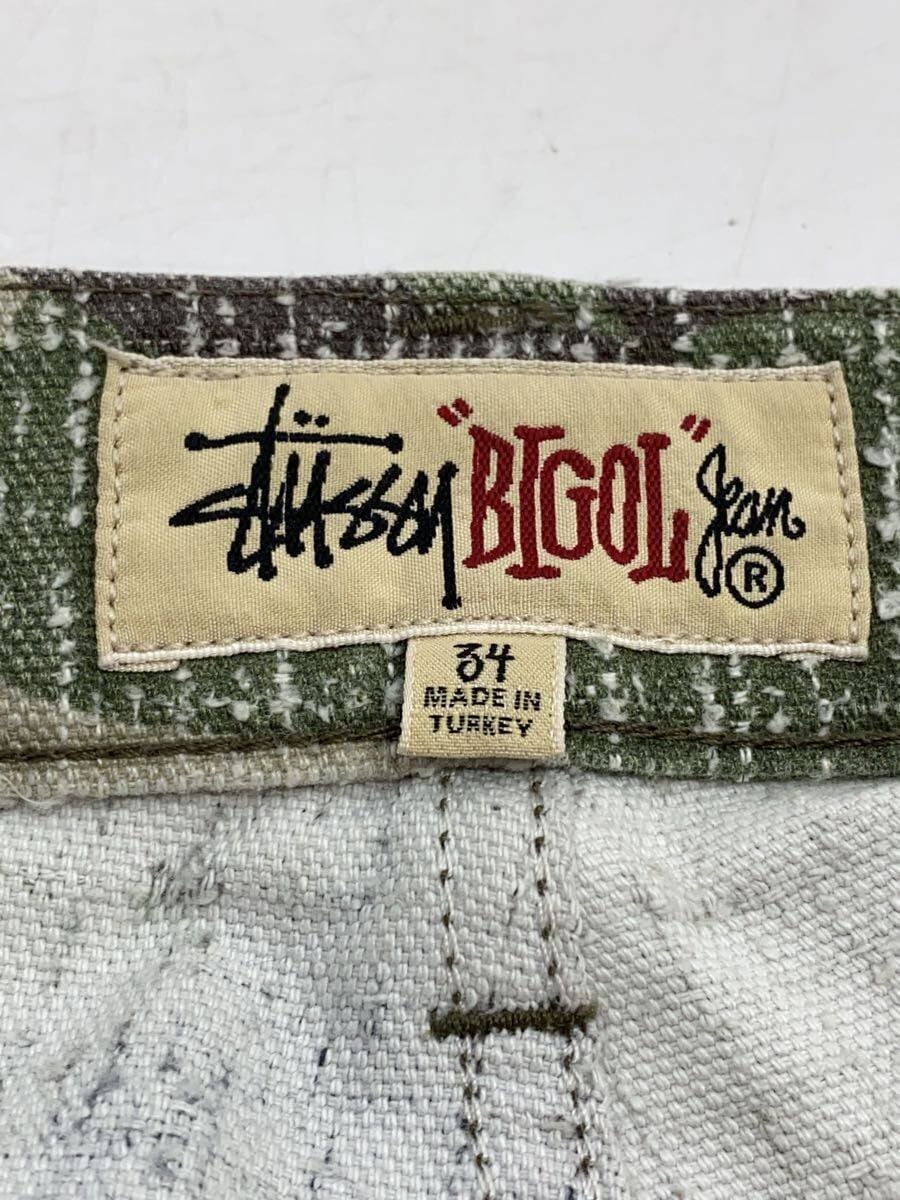 Stüssy "BIGOL" Jean ®
34
MADE IN
TURKEY